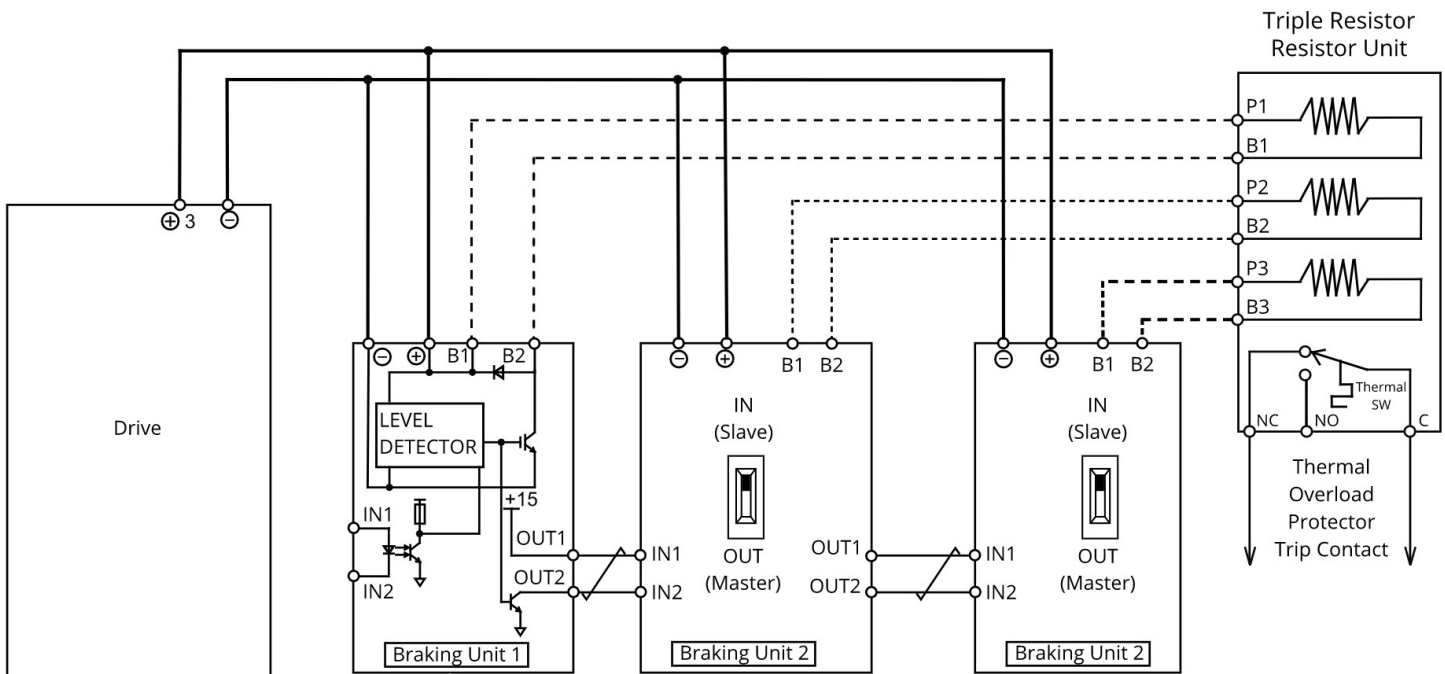 Triple Resistor
Resistor Unit
P1
B1
P2
B2
P3
B3
Thermal
SW
NC
NO
C
Thermal
Overload
Protector
Trip Contact
⊕ 3
⊖
Drive
⊖
⊕
B1
B2
LEVEL
DETECTOR
+15
IN1
IN2
OUT1
OUT2
Braking Unit 1
⊖
⊕
B1
B2
IN
(Slave)
OUT
(Master)
IN1
IN2
OUT1
OUT2
Braking Unit 2
⊖
⊕
B1
B2
IN
(Slave)
OUT
(Master)
IN1
IN2
Braking Unit 2